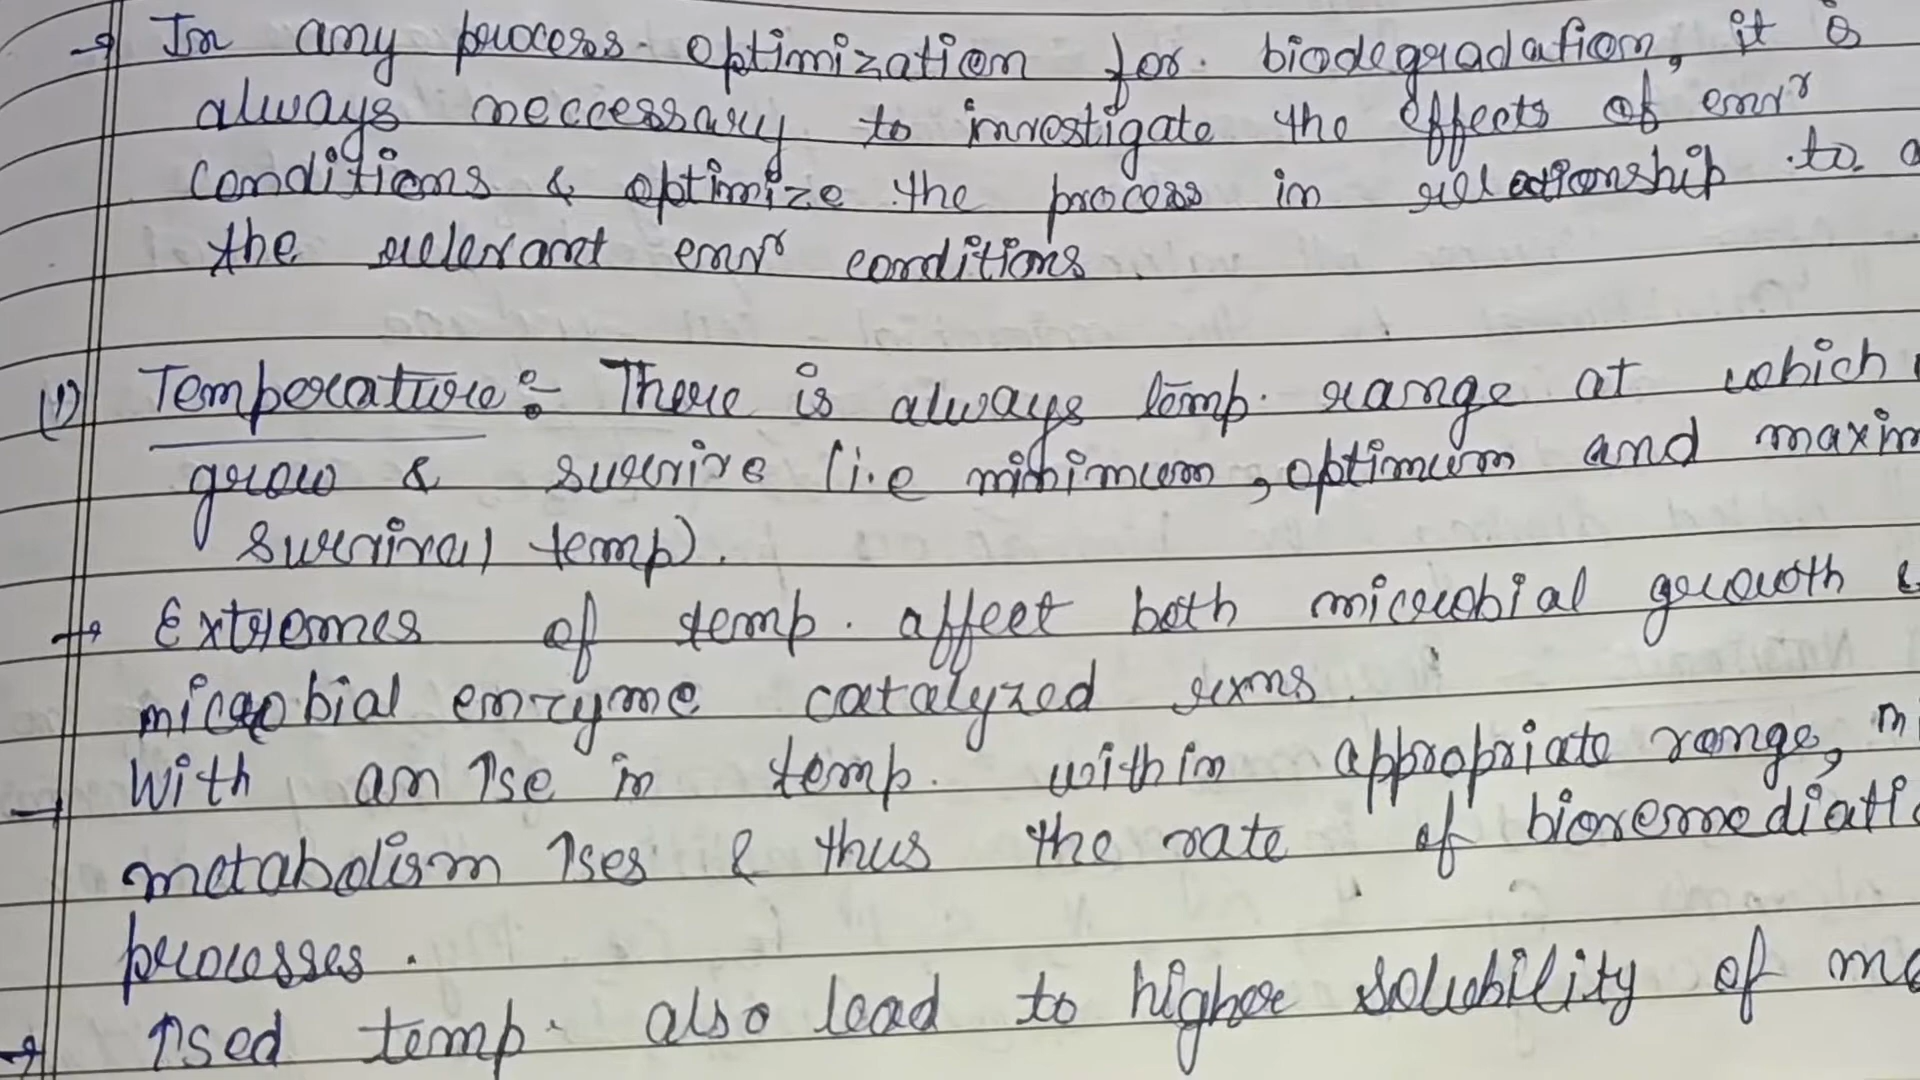 → In any process optimization for biodegradation, it is
always neccessary to investigate the effects of envr
conditions & optimize the process in relationship to
the relevant envr conditions.
(1) Temperature :- There is always temp. range at which
grow & survive (i.e minimum, optimum and maxim
survival temp).
→ Extremes of temp. affect both microbial growth &
microbial enzyme catalyzed rxns.
→ With an ↑se in temp. within appropriate range, mi
metabolism ↑ses & thus the rate of bioremediatio
processes.
→ ↑sed temp. also lead to higher solubility of